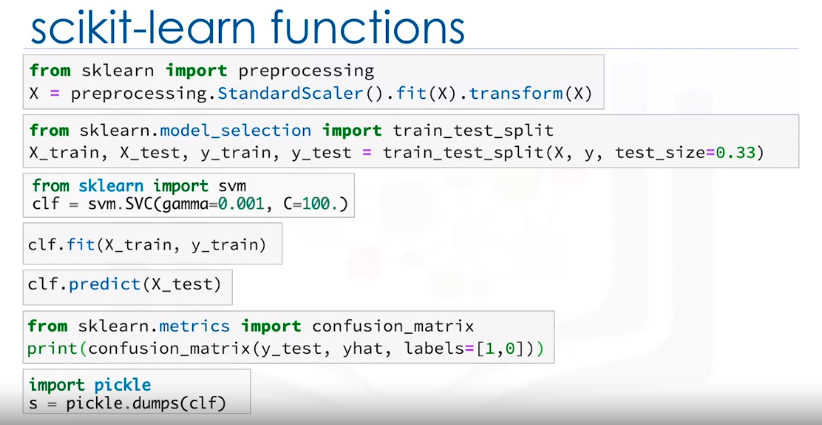 scikit-learn functions
from sklearn import preprocessing
X = preprocessing.StandardScaler().fit(X).transform(X)
from sklearn.model_selection import train_test_split
X_train, X_test, y_train, y_test = train_test_split(X, y, test_size=0.33)
from sklearn import svm
clf = svm.SVC(gamma=0.001, C=100.)
clf.fit(X_train, y_train)
clf.predict(X_test)
from sklearn.metrics import confusion_matrix
print(confusion_matrix(y_test, yhat, labels=[1,0]))
import pickle
s = pickle.dumps(clf)